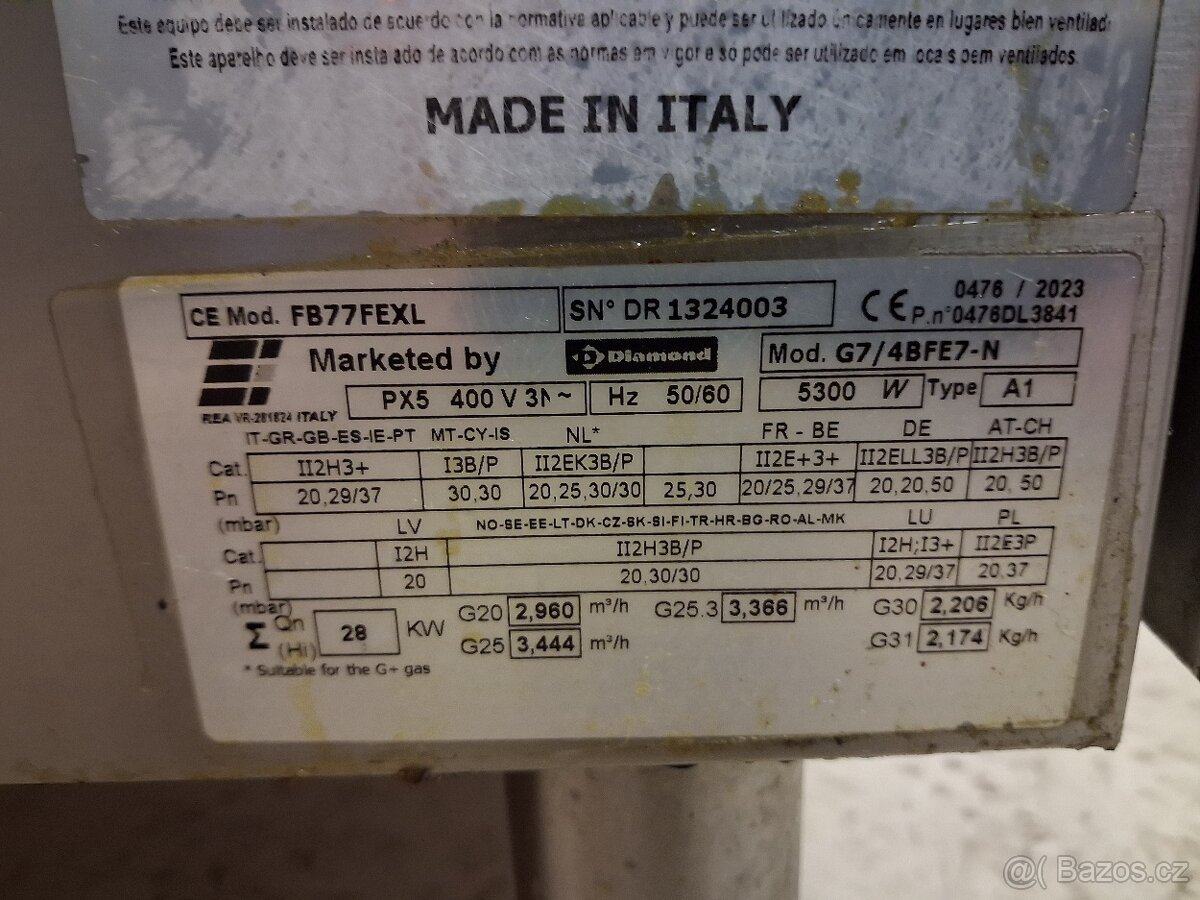 Este equipo debe ser instalado de acuerdo con la normativa aplicable y puede ser utilizado únicamente en lugares bien ventilad
Este aparelho deve ser instalado de acordo com as normas em vigor e só pode ser utilizado em locais bem ventilados.
MADE IN ITALY
CE Mod. FB77FEXL
SN° DR 1324003
CE 0476 / 2023
P.n°0476DL3841
Marketed by Diamond
Mod. G7/4BFE7-N
REA VR-281824 ITALY
PX5 400 V 3N~ Hz 50/60 5300 W Type A1
IT-GR-GB-ES-IE-PT MT-CY-IS NL* FR - BE DE AT-CH
Cat. II2H3+ I3B/P II2EK3B/P II2E+3+ II2ELL3B/P II2H3B/P
Pn 20,29/37 30,30 20,25,30/30 25,30 20/25,29/37 20,20,50 20, 50
(mbar) LV NO-SE-EE-LT-DK-CZ-SK-SI-FI-TR-HR-BG-RO-AL-MK LU PL
Cat. I2H II2H3B/P I2H;I3+ II2E3P
Pn 20 20,30/30 20,29/37 20,37
(mbar)
Σ Qn (Hi) 28 KW G20 2,960 m³/h G25.3 3,366 m³/h G30 2,206 Kg/h
G25 3,444 m³/h G31 2,174 Kg/h
* Suitable for the G+ gas
@( Bazos.cz